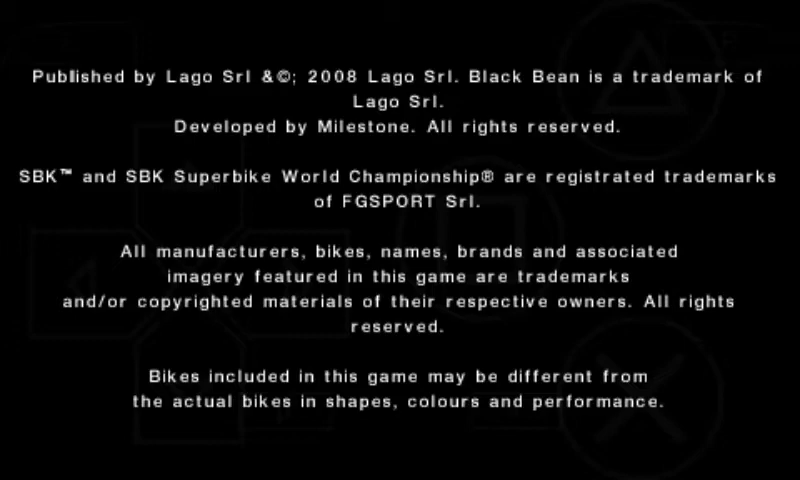 Published by Lago Srl &©; 2008 Lago Srl. Black Bean is a trademark of
Lago Srl.
Developed by Milestone. All rights reserved.
SBK™ and SBK Superbike World Championship® are registrated trademarks
of FGSPORT Srl.
All manufacturers, bikes, names, brands and associated
imagery featured in this game are trademarks
and/or copyrighted materials of their respective owners. All rights
reserved.
Bikes included in this game may be different from
the actual bikes in shapes, colours and performance.